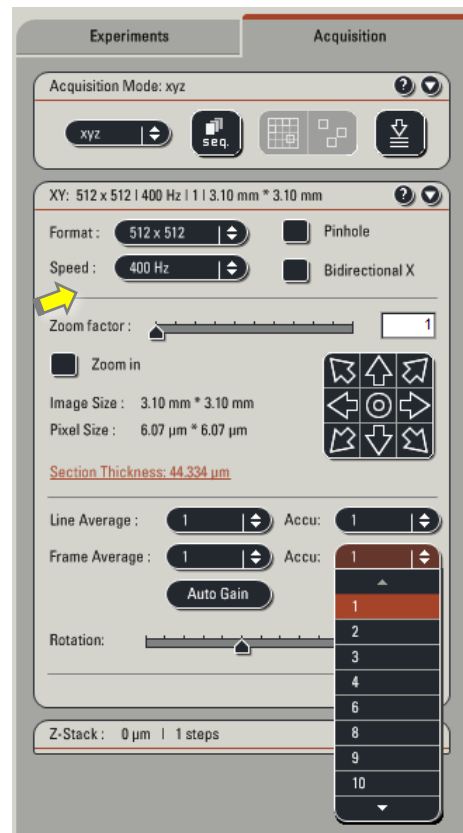 Experiments Acquisition
Acquisition Mode: xyz
xyz seq.
XY: 512 x 512 | 400 Hz | 1 | 3.10 mm * 3.10 mm
Format : 512 x 512 Pinhole
Speed : 400 Hz Bidirectional X
Zoom factor : 1
Zoom in
Image Size : 3.10 mm * 3.10 mm
Pixel Size : 6.07 µm * 6.07 µm
Section Thickness: 44.334 µm
Line Average : 1 Accu: 1
Frame Average : 1 Accu: 1
Auto Gain
1
2
Rotation:
3
4
6
Z-Stack : 0 µm | 1 steps
8
9
10